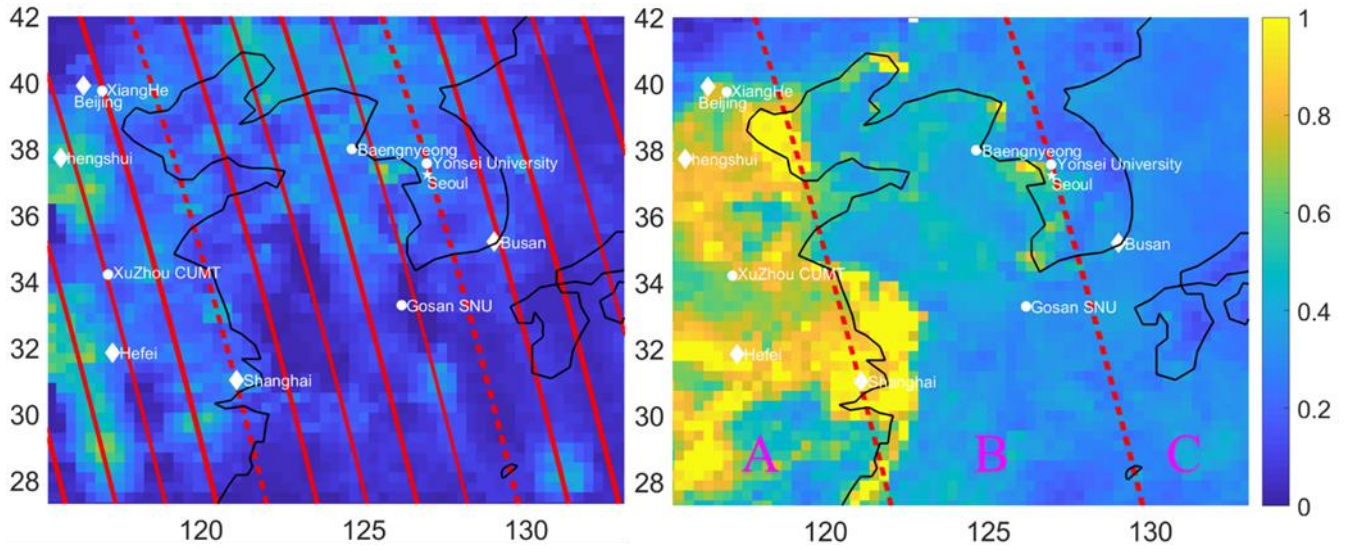 42
40
38
36
34
32
30
28
120
125
130
XiangHe
Beijing
hengshui
Baengnyeong
Yonsei University
Seoul
Busan
XuZhou CUMT
Gosan SNU
Hefei
Shanghai
42
40
38
36
34
32
30
28
120
125
130
XiangHe
Beijing
hengshui
Baengnyeong
Yonsei University
Seoul
Busan
XuZhou CUMT
Gosan SNU
Hefei
Shanghai
A
B
C
1
0.8
0.6
0.4
0.2
0